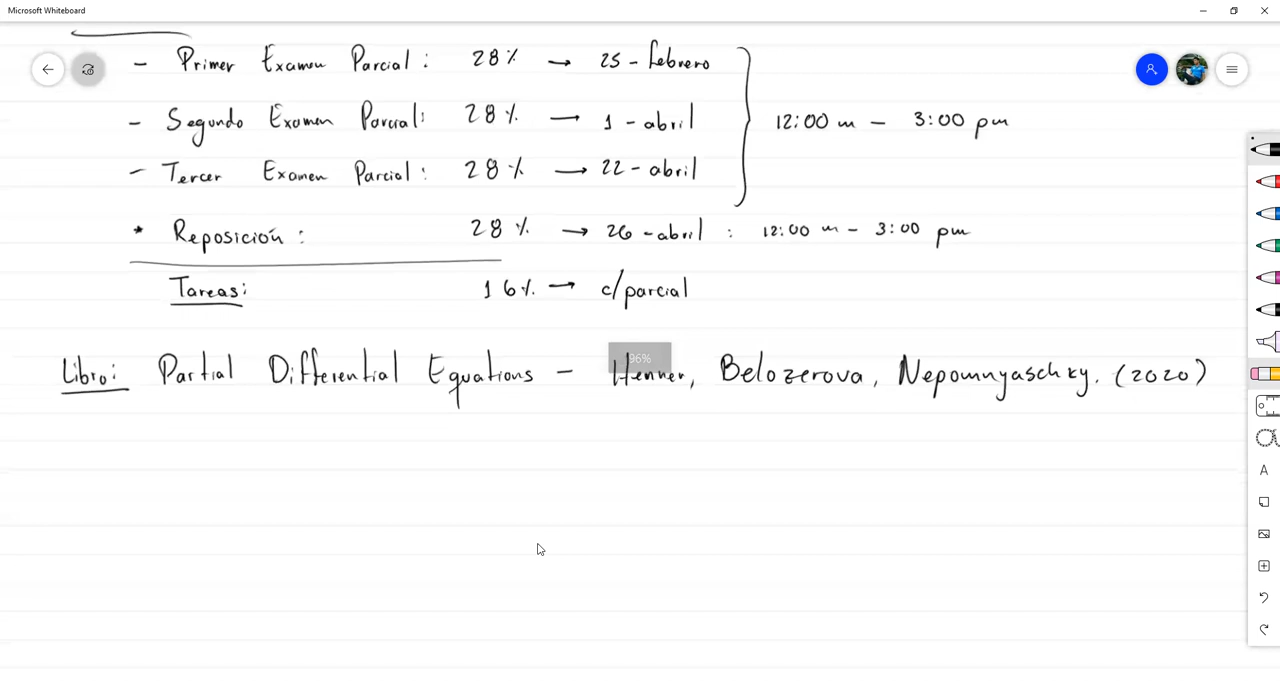 Microsoft Whiteboard
- Primer Examen Parcial: 28% → 25 - febrero
- Segundo Examen Parcial: 28% → 1 - abril
12:00 m - 3:00 pm
- Tercer Examen Parcial: 28% → 22 - abril
* Reposición: 28% → 26 - abril : 12:00 m - 3:00 pm
Tareas: 16% → c/parcial
96%
Libro: Partial Differential Equations - Henner, Belozerova, Nepomnyaschky. (2020)
A